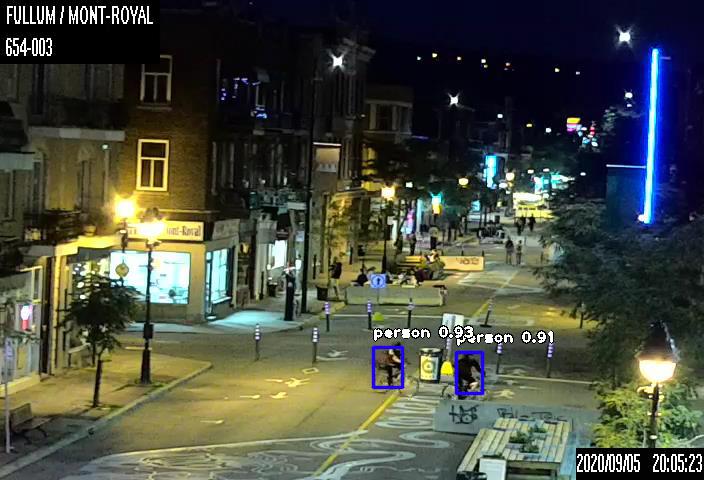 FULLUM / MONT-ROYAL
654-003
Mont-Royal
person 0.93
person 0.91
2020/09/05 20:05:23